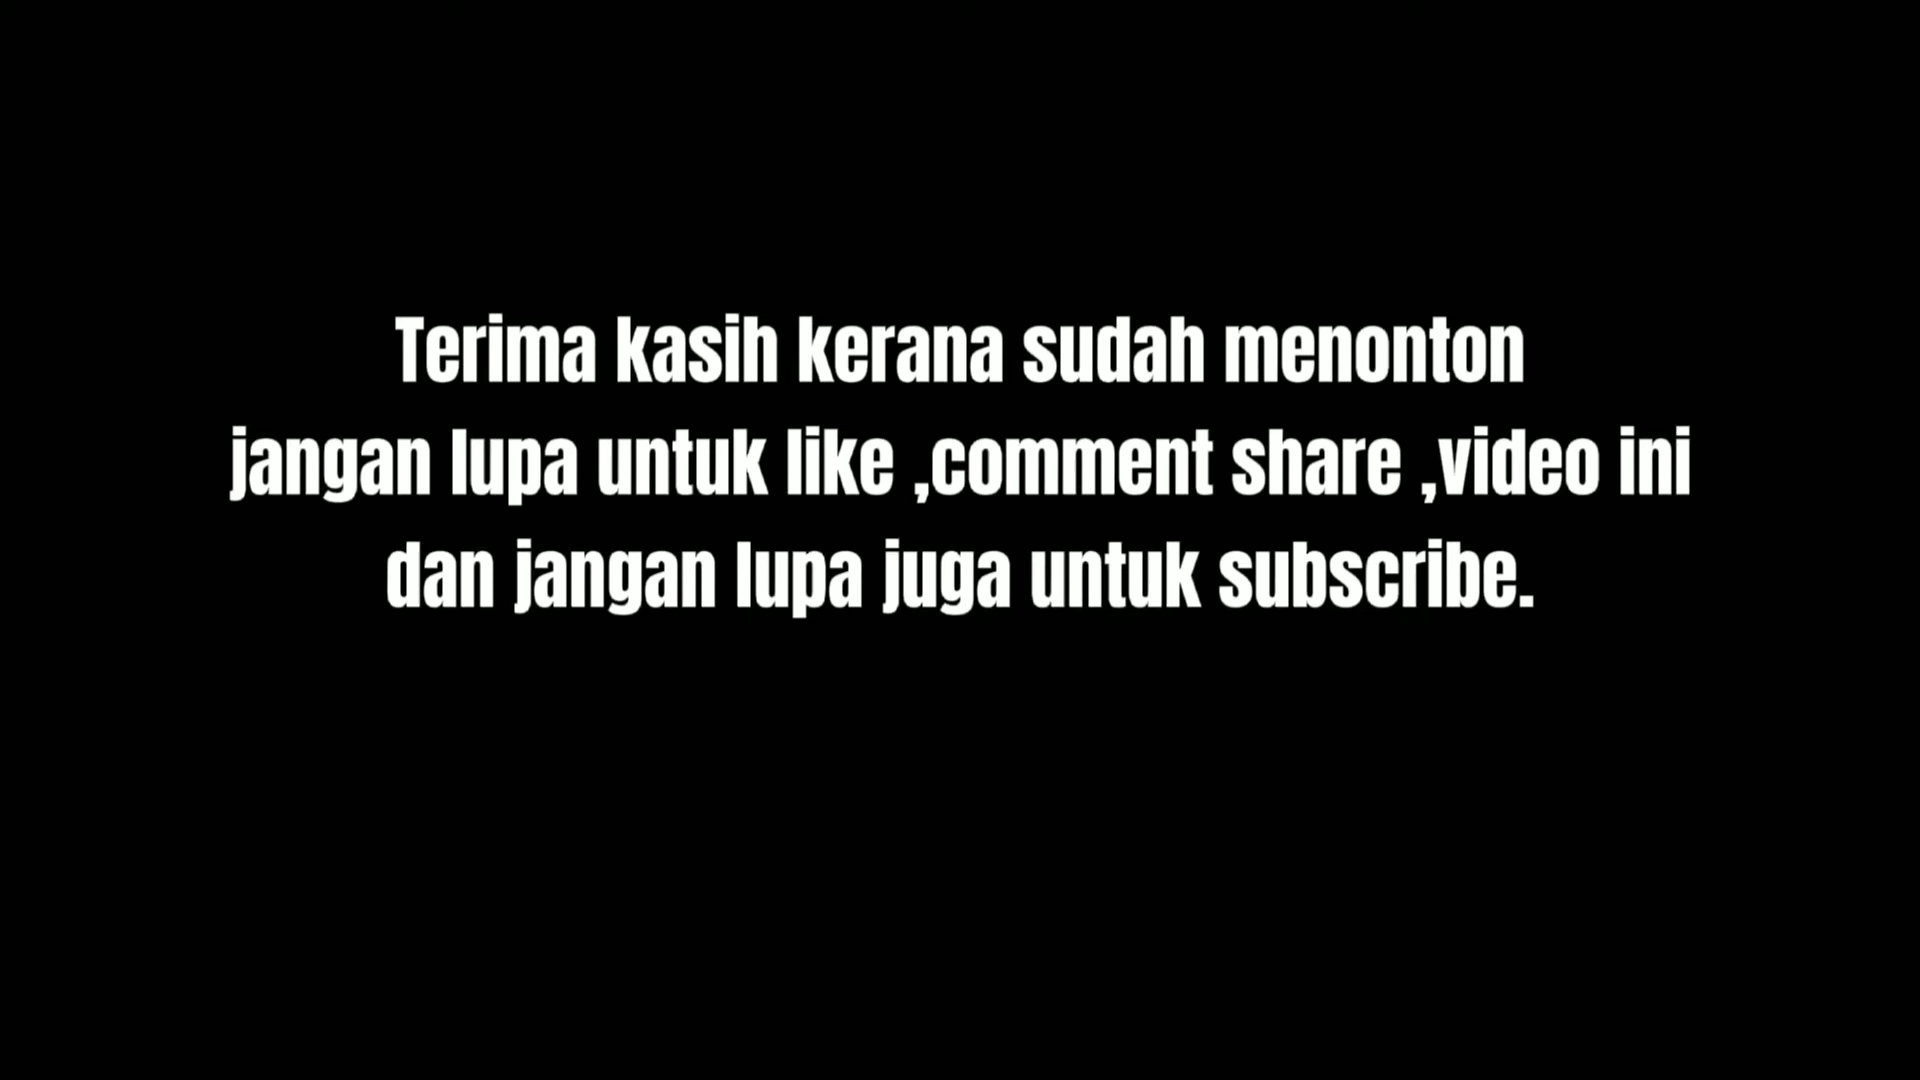 Terima kasih kerana sudah menonton
jangan lupa untuk like ,comment share ,video ini
dan jangan lupa juga untuk subscribe.